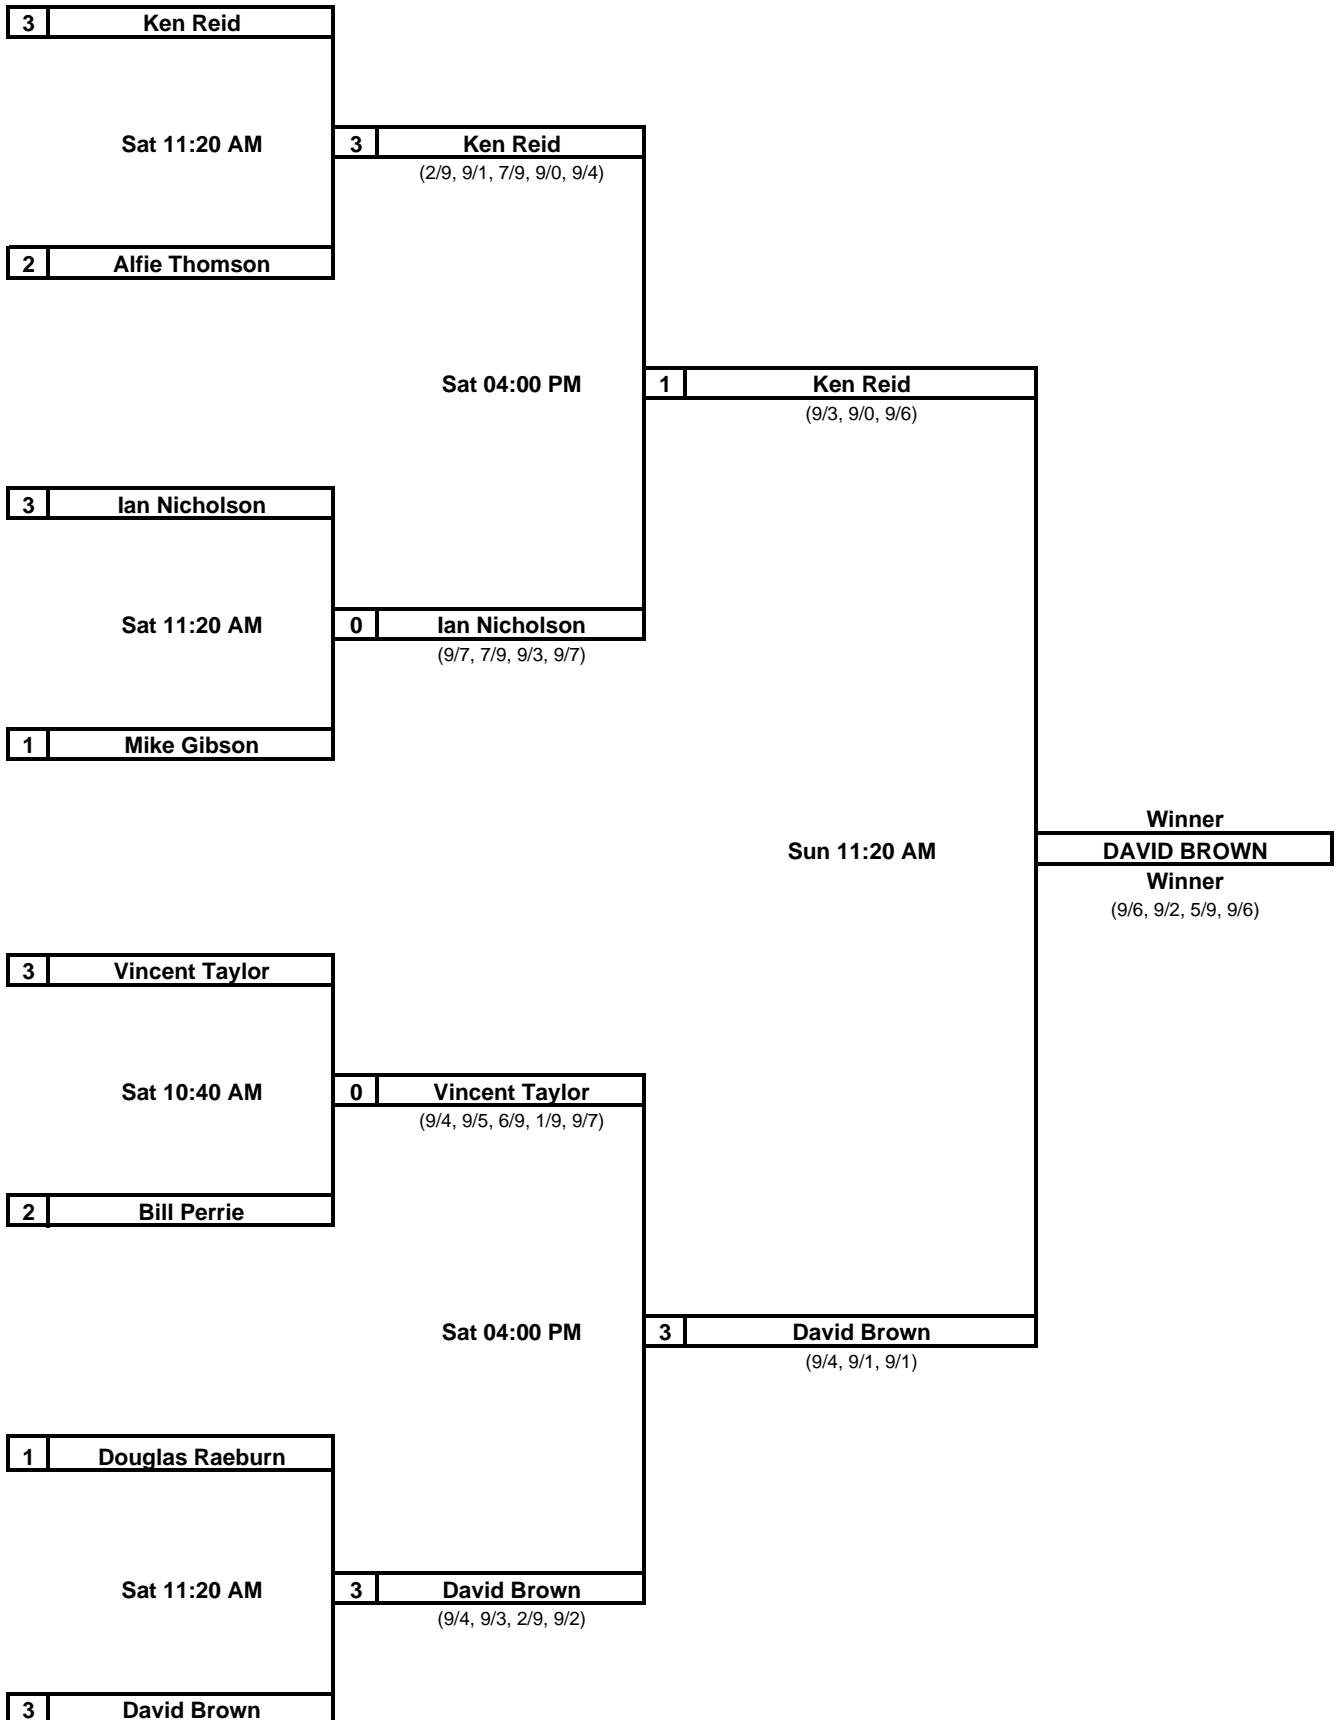 3 Ken Reid
Sat 11:20 AM
3 Ken Reid
(2/9, 9/1, 7/9, 9/0, 9/4)
2 Alfie Thomson
Sat 04:00 PM
1 Ken Reid
(9/3, 9/0, 9/6)
3 Ian Nicholson
Sat 11:20 AM
0 Ian Nicholson
(9/7, 7/9, 9/3, 9/7)
1 Mike Gibson
Winner
Sun 11:20 AM
DAVID BROWN
Winner
(9/6, 9/2, 5/9, 9/6)
3 Vincent Taylor
Sat 10:40 AM
0 Vincent Taylor
(9/4, 9/5, 6/9, 1/9, 9/7)
2 Bill Perrie
Sat 04:00 PM
3 David Brown
(9/4, 9/1, 9/1)
1 Douglas Raeburn
Sat 11:20 AM
3 David Brown
(9/4, 9/3, 2/9, 9/2)
3 David Brown